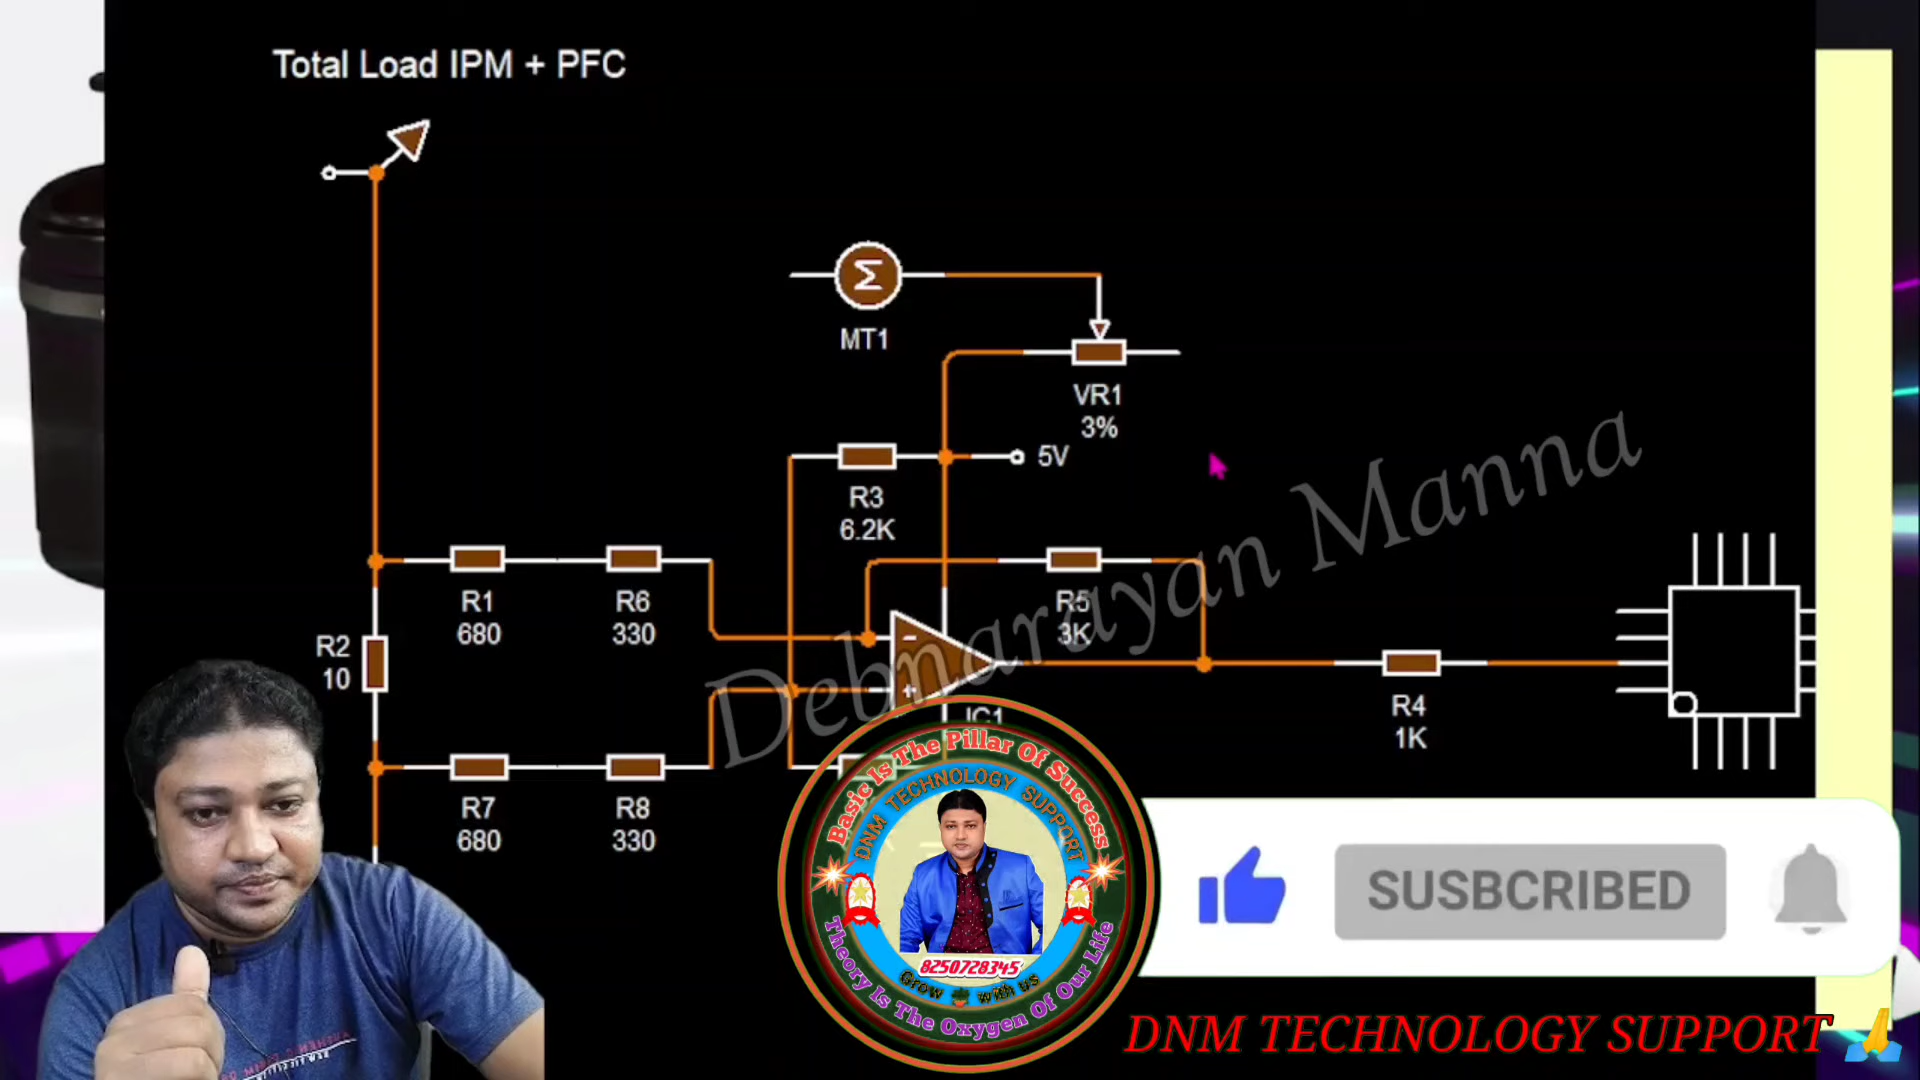 Total Load IPM + PFC
Σ
MT1
VR1
3%
5V
R3
6.2K
R1
680
R6
330
R5
3K
R2
10
-
+
IC1
R4
1K
R7
680
R8
330
Debnarayan Manna
Basic Is The Pillar Of Success
DNM TECHNOLOGY SUPPORT
8250728345
Grow with us
Theory Is The Oxygen Of Our Life
SUSBCRIBED
DNM TECHNOLOGY SUPPORT 🙏